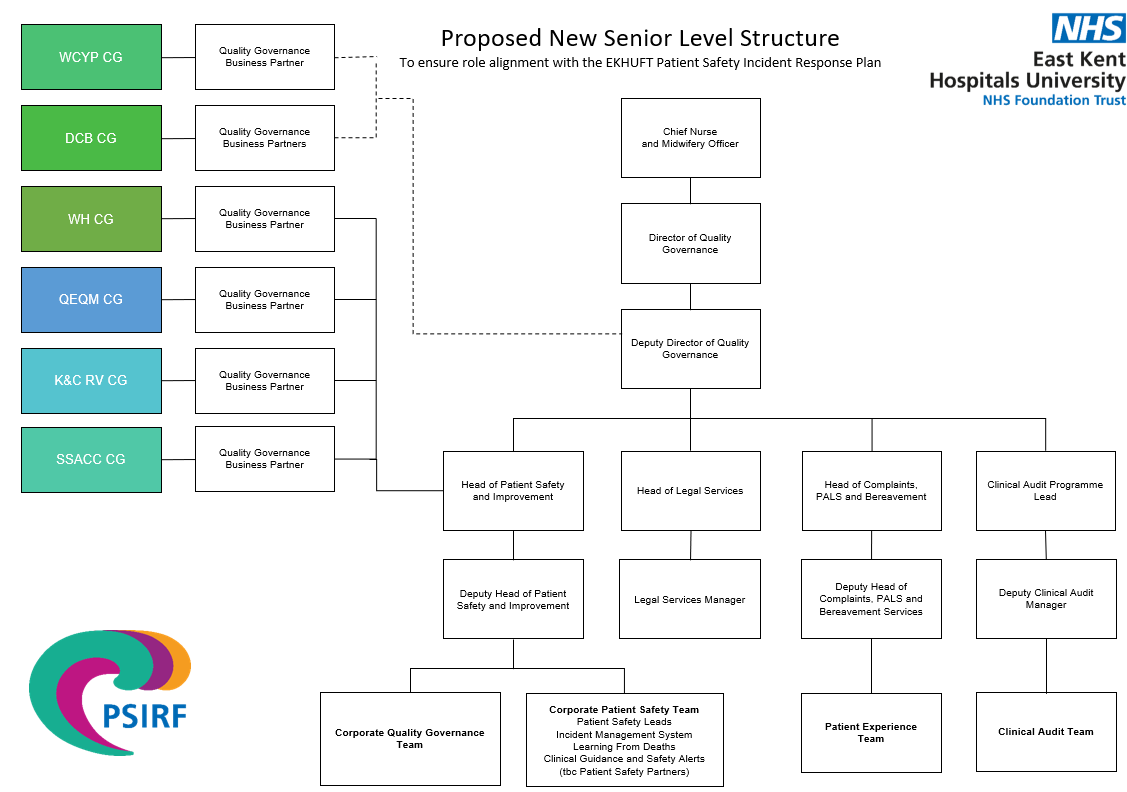 Proposed New Senior Level Structure
To ensure role alignment with the EKHUFT Patient Safety Incident Response Plan
NHS
East Kent
Hospitals University
NHS Foundation Trust
WCYP CG
Quality Governance
Business Partner
DCB CG
Quality Governance
Business Partners
WH CG
Quality Governance
Business Partner
QEQM CG
Quality Governance
Business Partner
K&C RV CG
Quality Governance
Business Partner
SSACC CG
Quality Governance
Business Partner
Chief Nurse
and Midwifery Officer
Director of Quality
Governance
Deputy Director of Quality
Governance
Head of Patient Safety
and Improvement
Head of Legal Services
Head of Complaints,
PALS and Bereavement
Clinical Audit Programme
Lead
Deputy Head of Patient
Safety and Improvement
Legal Services Manager
Deputy Head of
Complaints, PALS and
Bereavement Services
Deputy Clinical Audit
Manager
Corporate Quality Governance
Team
Corporate Patient Safety Team
Patient Safety Leads
Incident Management System
Learning From Deaths
Clinical Guidance and Safety Alerts
(tbc Patient Safety Partners)
Patient Experience
Team
Clinical Audit Team
PSIRF